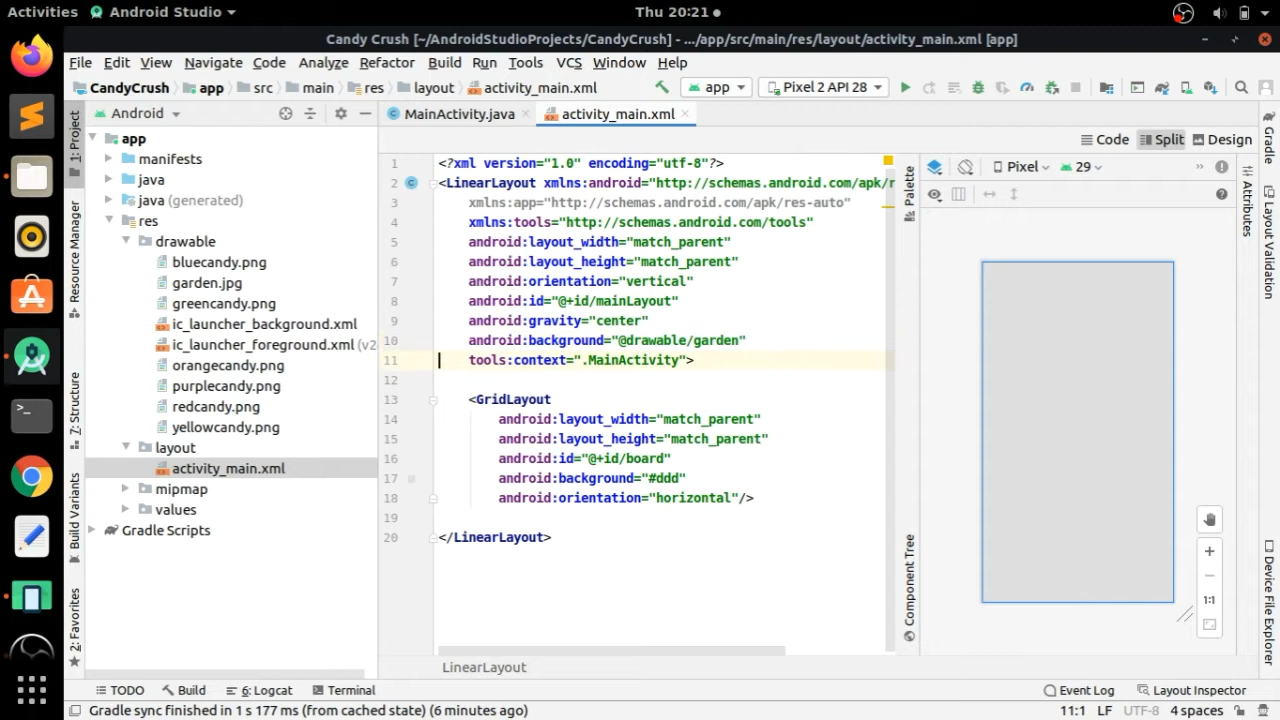 Activities Android Studio Thu 20:21
Candy Crush [~/AndroidStudioProjects/CandyCrush] - .../app/src/main/res/layout/activity_main.xml [app]
File Edit View Navigate Code Analyze Refactor Build Run Tools VCS Window Help
CandyCrush app src main res layout activity_main.xml app Pixel 2 API 28
Android MainActivity.java activity_main.xml
Code Split Design
1: Project
Resource Manager
7: Structure
Build Variants
2: Favorites
app
manifests
java
java (generated)
res
drawable
bluecandy.png
garden.jpg
greencandy.png
ic_launcher_background.xml
ic_launcher_foreground.xml (v2
orangecandy.png
purplecandy.png
redcandy.png
yellowcandy.png
layout
activity_main.xml
mipmap
values
Gradle Scripts
1 <?xml version="1.0" encoding="utf-8"?>
2 <LinearLayout xmlns:android="http://schemas.android.com/apk/r
3 xmlns:app="http://schemas.android.com/apk/res-auto"
4 xmlns:tools="http://schemas.android.com/tools"
5 android:layout_width="match_parent"
6 android:layout_height="match_parent"
7 android:orientation="vertical"
8 android:id="@+id/mainLayout"
9 android:gravity="center"
10 android:background="@drawable/garden"
11 tools:context=".MainActivity">
12
13 <GridLayout
14 android:layout_width="match_parent"
15 android:layout_height="match_parent"
16 android:id="@+id/board"
17 android:background="#ddd"
18 android:orientation="horizontal"/>
19
20 </LinearLayout>
LinearLayout
Palette
Component Tree
Pixel 29
1:1
Gradle
Attributes
Layout Validation
Device File Explorer
TODO Build 6: Logcat Terminal Event Log Layout Inspector
Gradle sync finished in 1 s 177 ms (from cached state) (6 minutes ago) 11:1 LF UTF-8 4 spaces